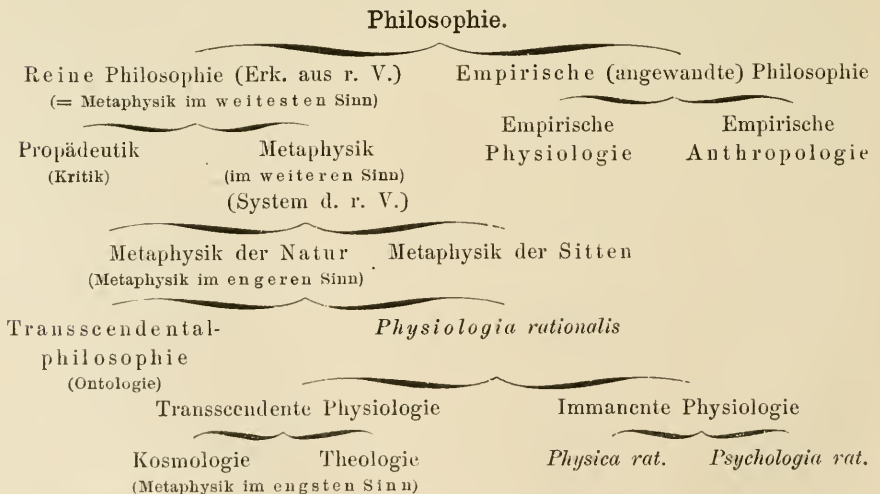 Philosophie.
Reine Philosophie (Erk. aus r. V.) Empirische (angewandte) Philosophie
(= Metaphysik im weitesten Sinn)
Empirische Empirische
Propädeutik Metaphysik Physiologie Anthropologie
(Kritik) (im weiteren Sinn)
(System d. r. V.)
Metaphysik der Natur Metaphysik der Sitten
(Metaphysik im engeren Sinn)
Transscendental- Physiologia rationalis
philosophie
(Ontologie)
Transscendente Physiologie Immanente Physiologie
Kosmologie Theologie Physica rat. Psychologia rat.
(Metaphysik im engsten Sinn)